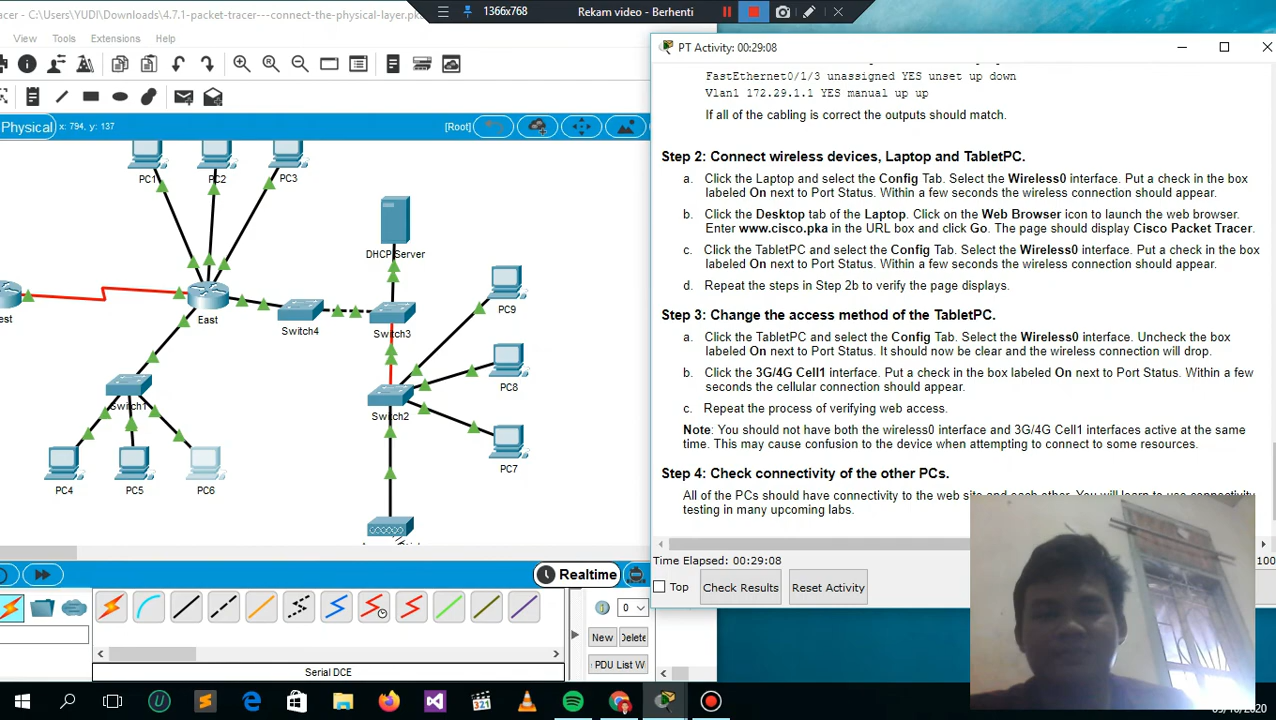 acer - C:\Users\YUDI\Downloads\4.7.1-packet-tracer---connect-the-physical-layer.pk
1366x768
Rekam video - Berhenti
View Tools Extensions Help
Physical
x: 794, y: 137
[Root]
PC1
PC2
PC3
DHCP Server
PC9
est
East
Switch4
Switch3
PC8
Switch1
Switch2
PC7
PC4
PC5
PC6
Realtime
0
New
Delete
PDU List W
Serial DCE
PT Activity: 00:29:08
FastEthernet0/1/3 unassigned YES unset up down
Vlan1 172.29.1.1 YES manual up up
If all of the cabling is correct the outputs should match.
Step 2: Connect wireless devices, Laptop and TabletPC.
a. Click the Laptop and select the Config Tab. Select the Wireless0 interface. Put a check in the box
labeled On next to Port Status. Within a few seconds the wireless connection should appear.
b. Click the Desktop tab of the Laptop. Click on the Web Browser icon to launch the web browser.
Enter www.cisco.pka in the URL box and click Go. The page should display Cisco Packet Tracer.
c. Click the TabletPC and select the Config Tab. Select the Wireless0 interface. Put a check in the box
labeled On next to Port Status. Within a few seconds the wireless connection should appear.
d. Repeat the steps in Step 2b to verify the page displays.
Step 3: Change the access method of the TabletPC.
a. Click the TabletPC and select the Config Tab. Select the Wireless0 interface. Uncheck the box
labeled On next to Port Status. It should now be clear and the wireless connection will drop.
b. Click the 3G/4G Cell1 interface. Put a check in the box labeled On next to Port Status. Within a few
seconds the cellular connection should appear.
c. Repeat the process of verifying web access.
Note: You should not have both the wireless0 interface and 3G/4G Cell1 interfaces active at the same
time. This may cause confusion to the device when attempting to connect to some resources.
Step 4: Check connectivity of the other PCs.
All of the PCs should have connectivity to the web site and each other. You will learn to use connectivity
testing in many upcoming labs.
Time Elapsed: 00:29:08
100
Top
Check Results
Reset Activity